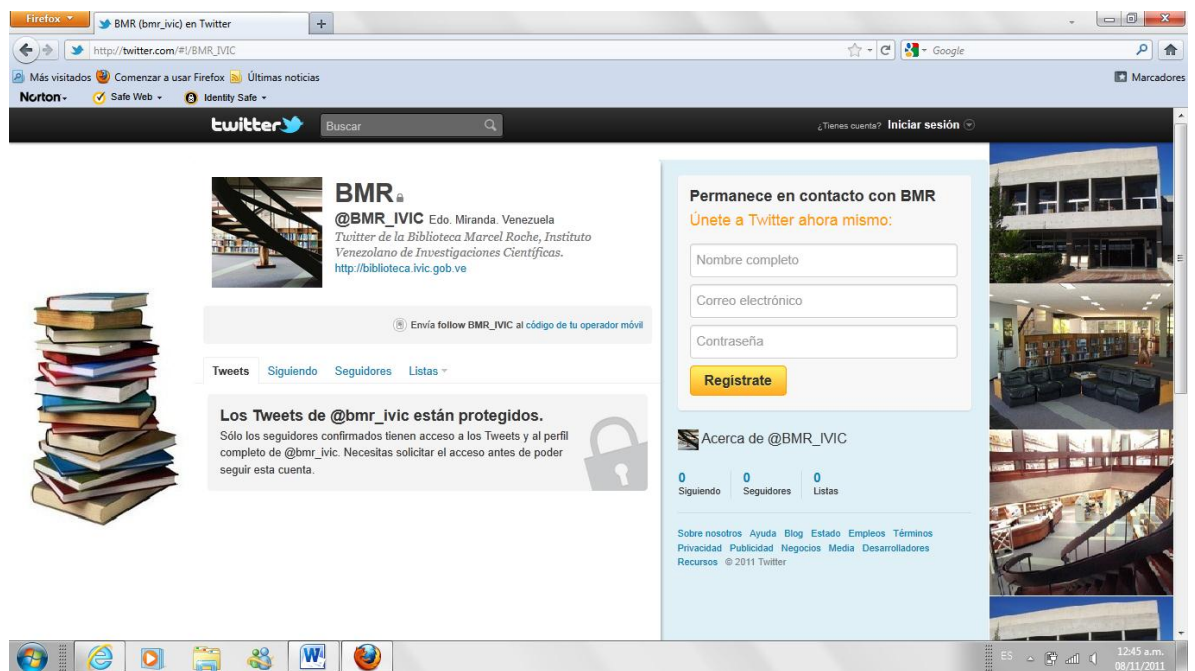 Firefox
BMR (bmr_ivic) en Twitter
http://twitter.com/#!/BMR_IVIC
Google
Más visitados Comenzar a usar Firefox Últimas noticias
Marcadores
Norton Safe Web Identity Safe
twitter Buscar ¿Tienes cuenta? Iniciar sesión
BMR
@BMR_IVIC Edo. Miranda. Venezuela
Twitter de la Biblioteca Marcel Roche, Instituto
Venezolano de Investigaciones Científicas.
http://biblioteca.ivic.gob.ve
Envía follow BMR_IVIC al código de tu operador móvil
Tweets Siguiendo Seguidores Listas
Los Tweets de @bmr_ivic están protegidos.
Sólo los seguidores confirmados tienen acceso a los Tweets y al perfil
completo de @bmr_ivic. Necesitas solicitar el acceso antes de poder
seguir esta cuenta.
Permanece en contacto con BMR
Únete a Twitter ahora mismo:
Nombre completo
Correo electrónico
Contraseña
Registrate
Acerca de @BMR_IVIC
0 0 0
Siguiendo Seguidores Listas
Sobre nosotros Ayuda Blog Estado Empleos Términos
Privacidad Publicidad Negocios Media Desarrolladores
Recursos © 2011 Twitter
ES
12:45 a.m.
08/11/2011